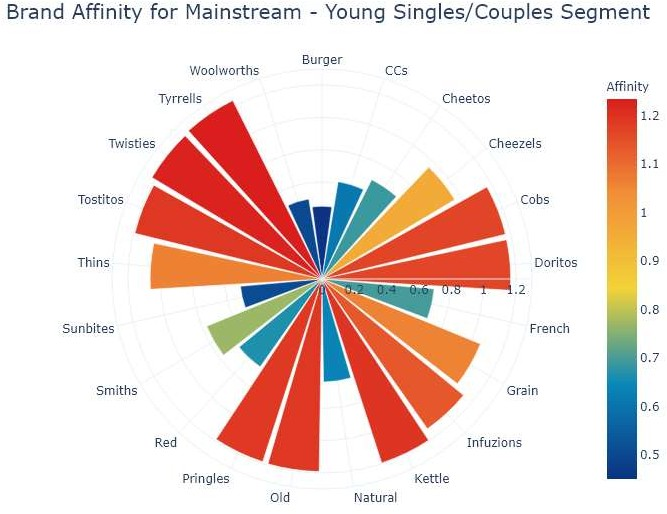 Brand Affinity for Mainstream - Young Singles/Couples Segment
Burger
CCs
Cheetos
Cheezels
Cobs
Doritos
French
Grain
Infuzions
Kettle
Natural
Old
Pringles
Red
Smiths
Sunbites
Thins
Tostitos
Twisties
Tyrrells
Woolworths
0 0.2 0.4 0.6 0.8 1 1.2
Affinity
1.2
1.1
1
0.9
0.8
0.7
0.6
0.5